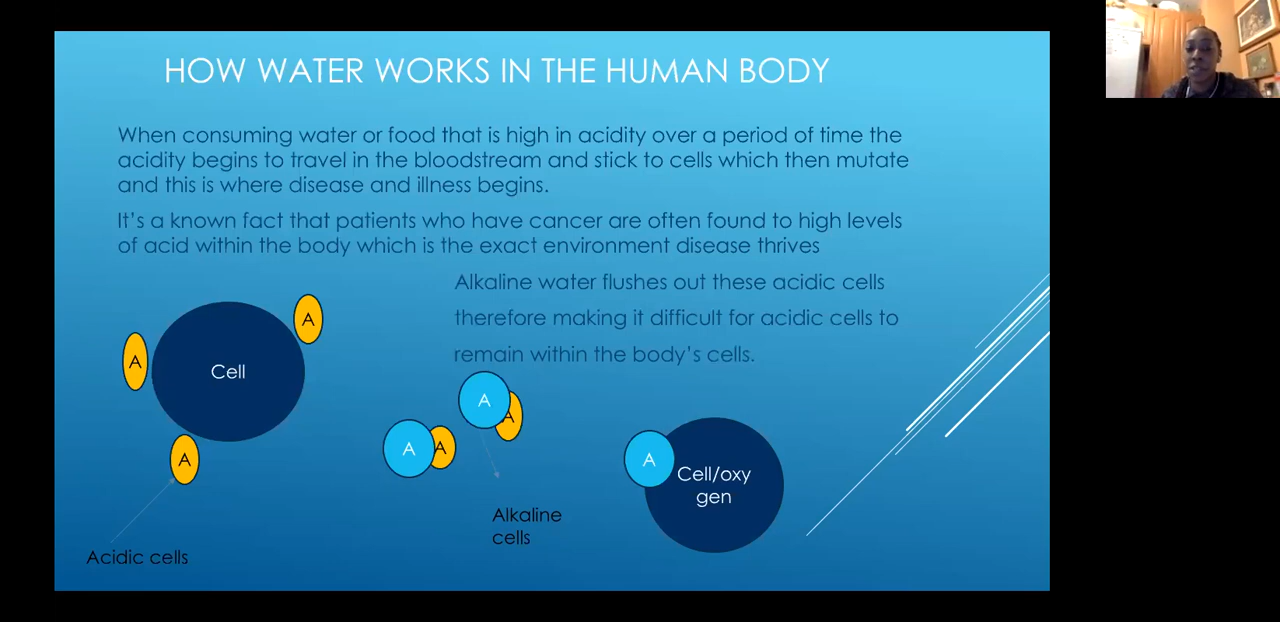 HOW WATER WORKS IN THE HUMAN BODY
When consuming water or food that is high in acidity over a period of time the
acidity begins to travel in the bloodstream and stick to cells which then mutate
and this is where disease and illness begins.
It's a known fact that patients who have cancer are often found to high levels
of acid within the body which is the exact environment disease thrives
Alkaline water flushes out these acidic cells
therefore making it difficult for acidic cells to
remain within the body's cells.
A
A
Cell
A
A
A
A
A
A
Cell/oxy
gen
Alkaline
cells
Acidic cells